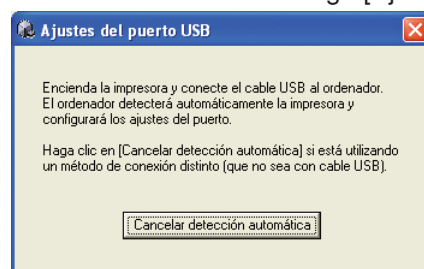 Ajustes del puerto USB
Encienda la impresora y conecte el cable USB al ordenador.
El ordenador detecterá automáticamente la impresora y
configurará los ajustes del puerto.
Haga clic en [Cancelar detección automática] si está utilizando
un método de conexión distinto (que no sea con cable USB).
Cancelar detección automática